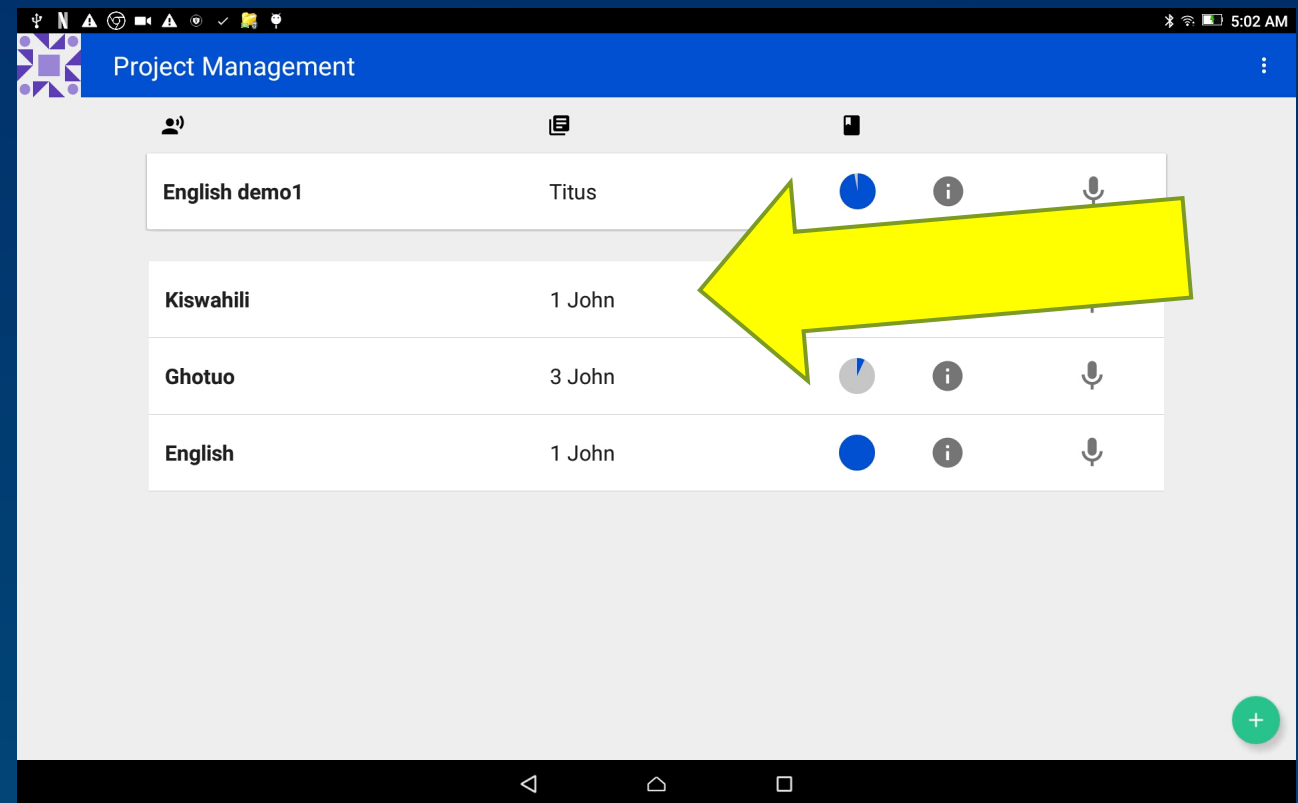 5:02 AM
Project Management
English demo1 Titus
Kiswahili 1 John
Ghotuo 3 John
English 1 John